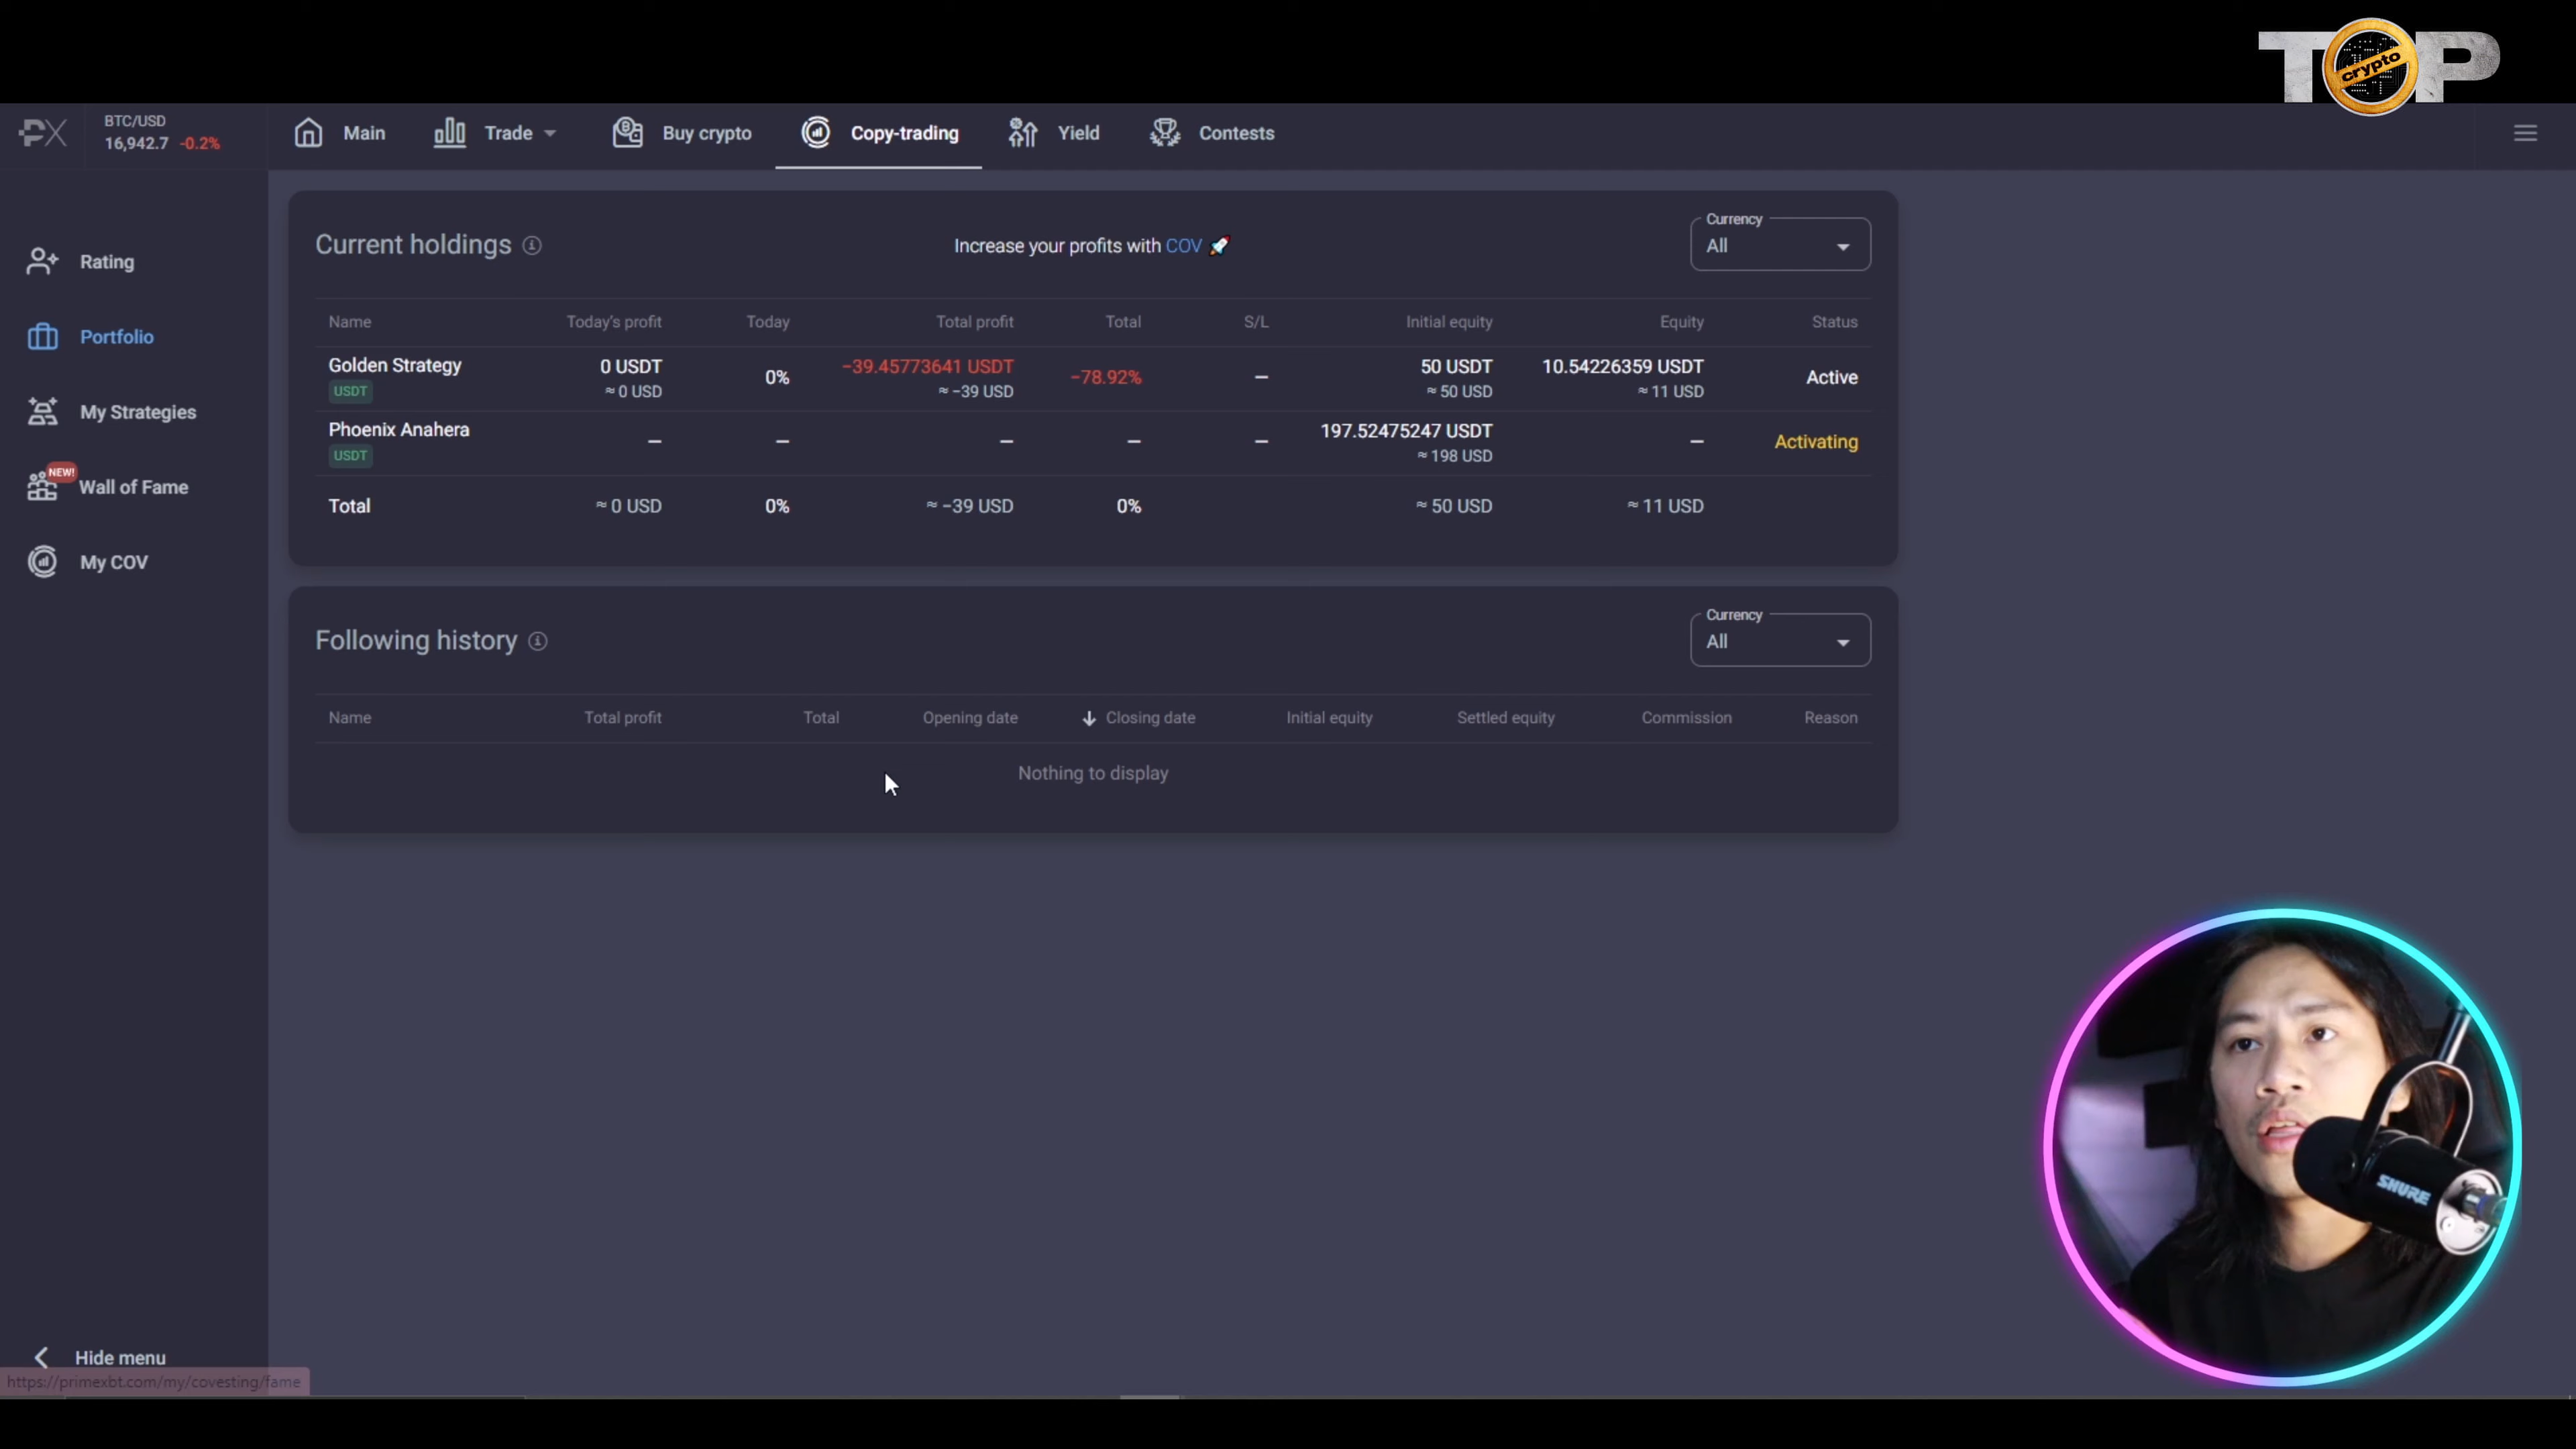 TOP
crypto
BTC/USD
16,942.7 -0.2%
Main
Trade
Buy crypto
Copy-trading
Yield
Contests
Rating
Portfolio
My Strategies
NEW!
Wall of Fame
My COV
Current holdings
Increase your profits with COV 🚀
Currency
All
Name Today's profit Today Total profit Total S/L Initial equity Equity Status
Golden Strategy 0 USDT 0% −39.45773641 USDT −78.92% — 50 USDT 10.54226359 USDT Active
USDT ≈ 0 USD ≈ −39 USD ≈ 50 USD ≈ 11 USD
Phoenix Anahera — — — — — 197.52475247 USDT — Activating
USDT ≈ 198 USD
Total ≈ 0 USD 0% ≈ −39 USD 0% ≈ 50 USD ≈ 11 USD
Following history
Currency
All
Name Total profit Total Opening date ↓ Closing date Initial equity Settled equity Commission Reason
Nothing to display
Hide menu
https://primexbt.com/my/covesting/fame
SHURE